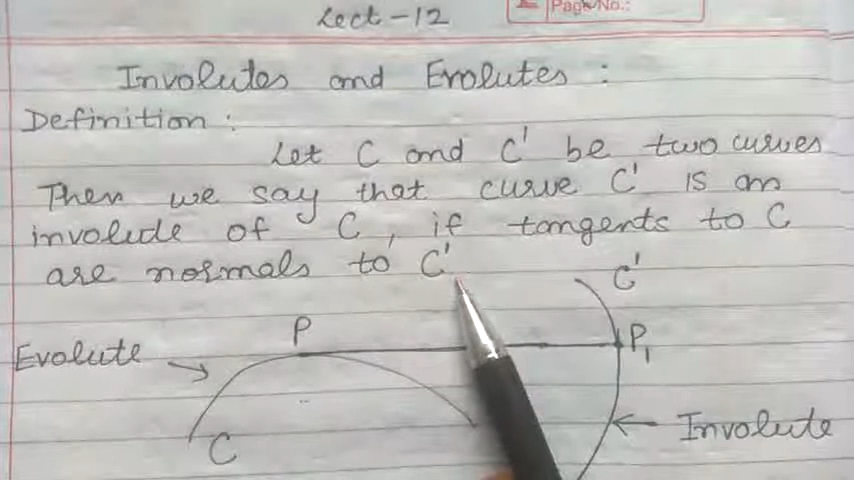 Lect-12
Page No.:
Involutes and Evolutes :
Definition :
Let C and C' be two curves
Then we say that curve C' is an
involute of C, if tangents to C
are normals to C'
C'
P
P₁
Evolute
Involute
C